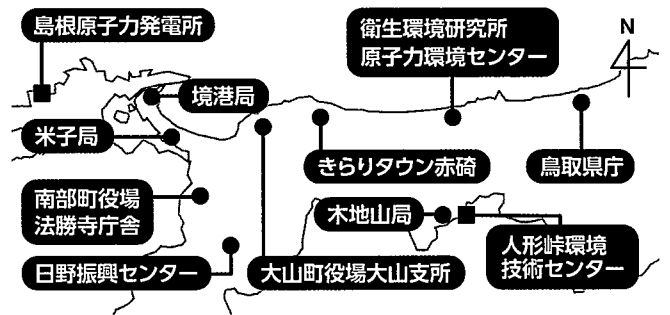 島根原子力発電所
衛生環境研究所
原子力環境センター
N
境港局
米子局
きらりタウン赤碕
鳥取県庁
南部町役場
法勝寺庁舎
木地山局
人形峠環境
技術センター
日野振興センター
大山町役場大山支所